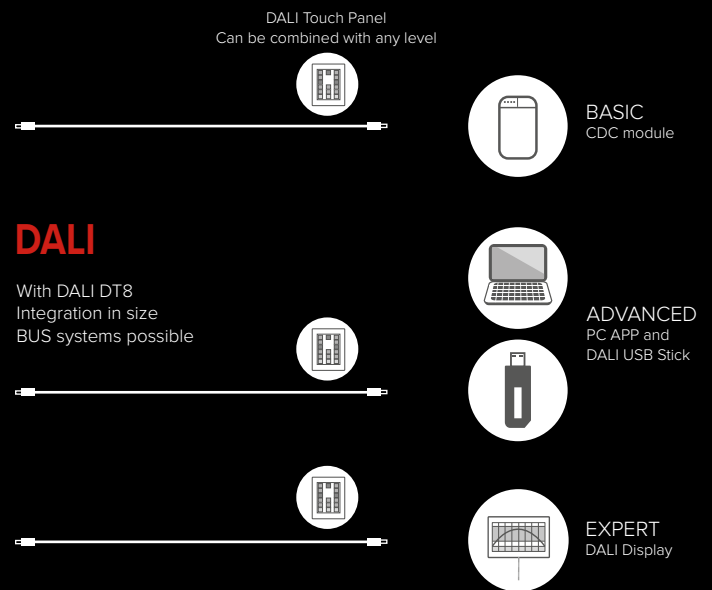 DALI Touch Panel
Can be combined with any level
BASIC
CDC module
DALI
With DALI DT8
Integration in size
BUS systems possible
ADVANCED
PC APP and
DALI USB Stick
EXPERT
DALI Display